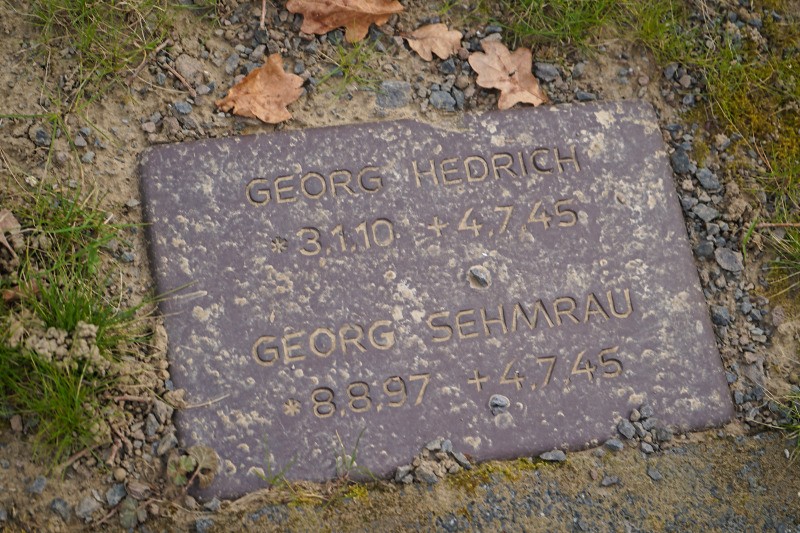 GEORG HEDRICH
* 3.1.10 + 4.7.45
GEORG SEHMRAU
* 8.8.97 + 4.7.45